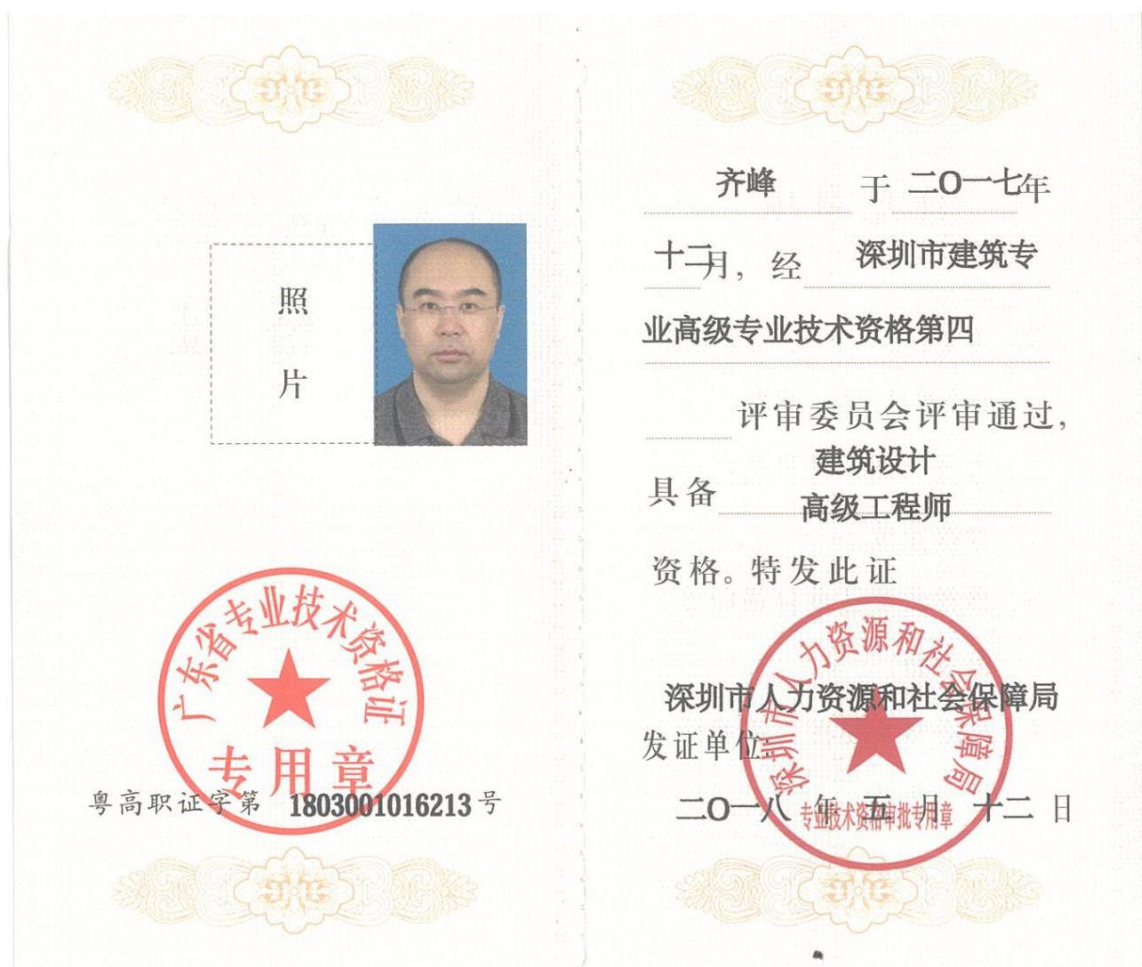 照
片
广东省专业技术资格证
专用章
粤高职证字第 1803001016213 号
齐峰 于 二〇一七年
十二月，经 深圳市建筑专
业高级专业技术资格第四
评审委员会评审通过，
建筑设计
具备
高级工程师
资格。特发此证
深圳市人力资源和社会保障局
深圳市人力资源和社会保障局
发证单位:
二〇一八 年 五 月 十二 日
专业技术资格审批专用章